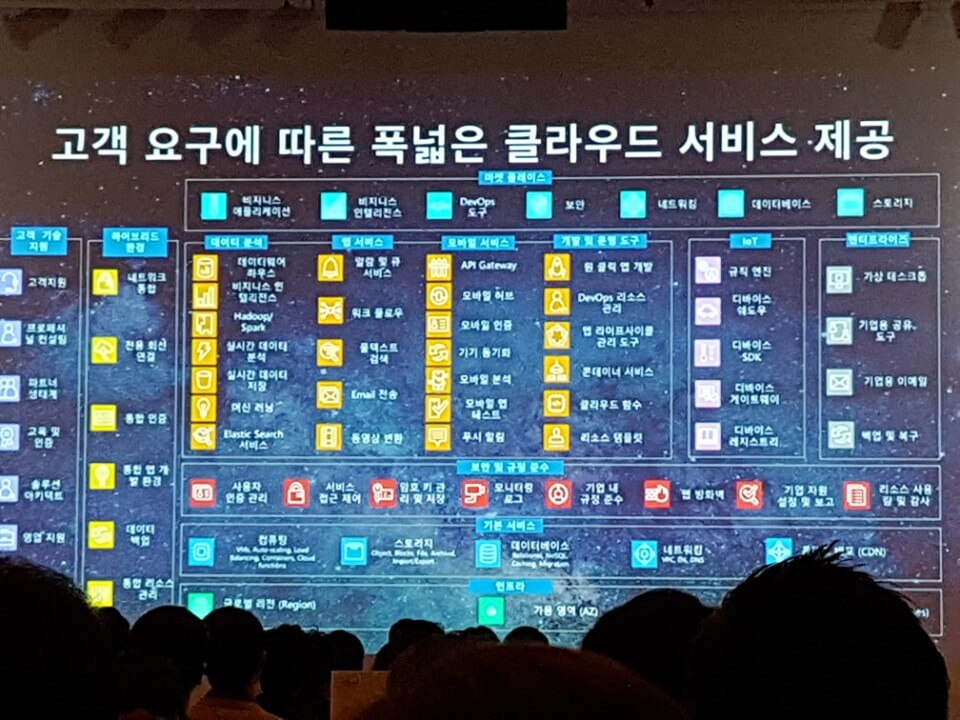 고객 요구에 따른 폭넓은 클라우드 서비스 제공
마켓 플레이스
비지니스
애플리케이션
비지니스
인텔리전스
DevOps
도구
보안
네트워킹
데이터베이스
스토리지
고객 기술
지원
고객지원
프로페셔
널 컨설팅
파트너
생태계
교육 및
인증
솔루션
아키텍트
영업 지원
하이브리드
환경
네트워크
통합
전용 회선
연결
통합 인증
통합 앱 개
발 환경
데이터
백업
통합 리소스
관리
데이터 분석
데이터웨어
하우스
비지니스 인
텔리전스
Hadoop/
Spark
실시간 데이터
분석
실시간 데이터
저장
머신 러닝
Elastic Search
서비스
앱 서비스
알람 및 큐
서비스
워크 플로우
풀텍스트
검색
Email 전송
동영상 변환
모바일 서비스
API Gateway
모바일 허브
모바일 인증
기기 동기화
모바일 분석
모바일 앱
테스트
푸시 알림
개발 및 운영 도구
원 클릭 앱 개발
DevOps 리소스
관리
앱 라이프사이클
관리 도구
콘테이너 서비스
클라우드 함수
리소스 템플릿
IoT
규칙 엔진
디바이스
쉐도우
디바이스
SDK
디바이스
게이트웨이
디바이스
레지스트리
엔터프라이즈
가상 데스크톱
기업용 공유
도구
기업용 이메일
백업 및 복구
보안 및 규정 준수
사용자
인증 관리
서비스
접근 제어
암호 키 관
리 및 저장
모니터링
로그
기업 내
규정 준수
웹 방화벽
기업 자원
설정 및 보고
리소스 사용
량 및 감사
기본 서비스
컴퓨팅
VMs, Auto-scaling, Load
Balancing, Containers, Cloud
functions
스토리지
Object, Blocks, File, Archival,
Import/Export
데이터베이스
Relational, NoSQL,
Caching, Migration
네트워킹
VPC, DX, DNS
(CDN)
인프라
글로벌 리전 (Region)
가용 영역 (AZ)